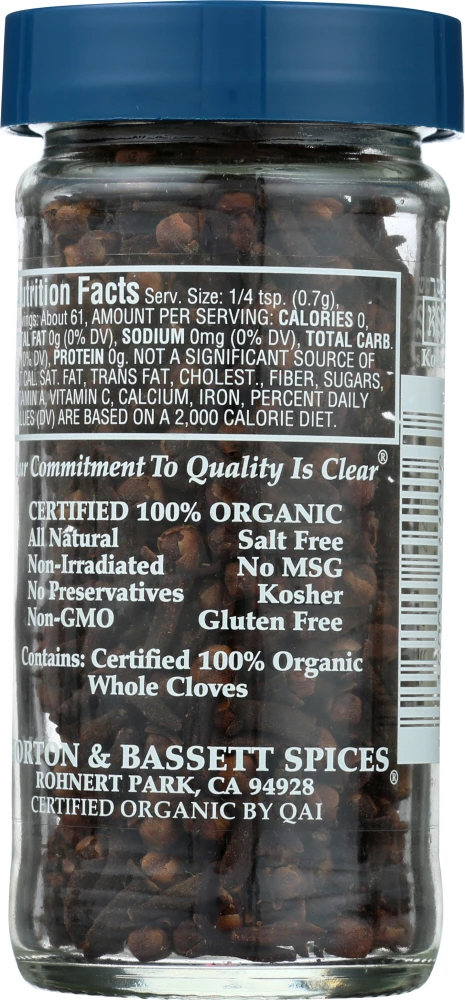 utrition Facts Serv. Size: 1/4 tsp. (0.7g),
ings: About 61, AMOUNT PER SERVING: CALORIES 0,
AL FAT 0g (0% DV), SODIUM 0mg (0% DV), TOTAL CARB.
(0% DV), PROTEIN 0g. NOT A SIGNIFICANT SOURCE OF
CAL. SAT. FAT, TRANS FAT, CHOLEST., FIBER, SUGARS,
AMIN A, VITAMIN C, CALCIUM, IRON, PERCENT DAILY
LUES (DV) ARE BASED ON A 2,000 CALORIE DIET.
ur Commitment To Quality Is Clear®
CERTIFIED 100% ORGANIC
All Natural Salt Free
Non-Irradiated No MSG
No Preservatives Kosher
Non-GMO Gluten Free
Contains: Certified 100% Organic
Whole Cloves
ORTON & BASSETT SPICES®
ROHNERT PARK, CA 94928
CERTIFIED ORGANIC BY QAI